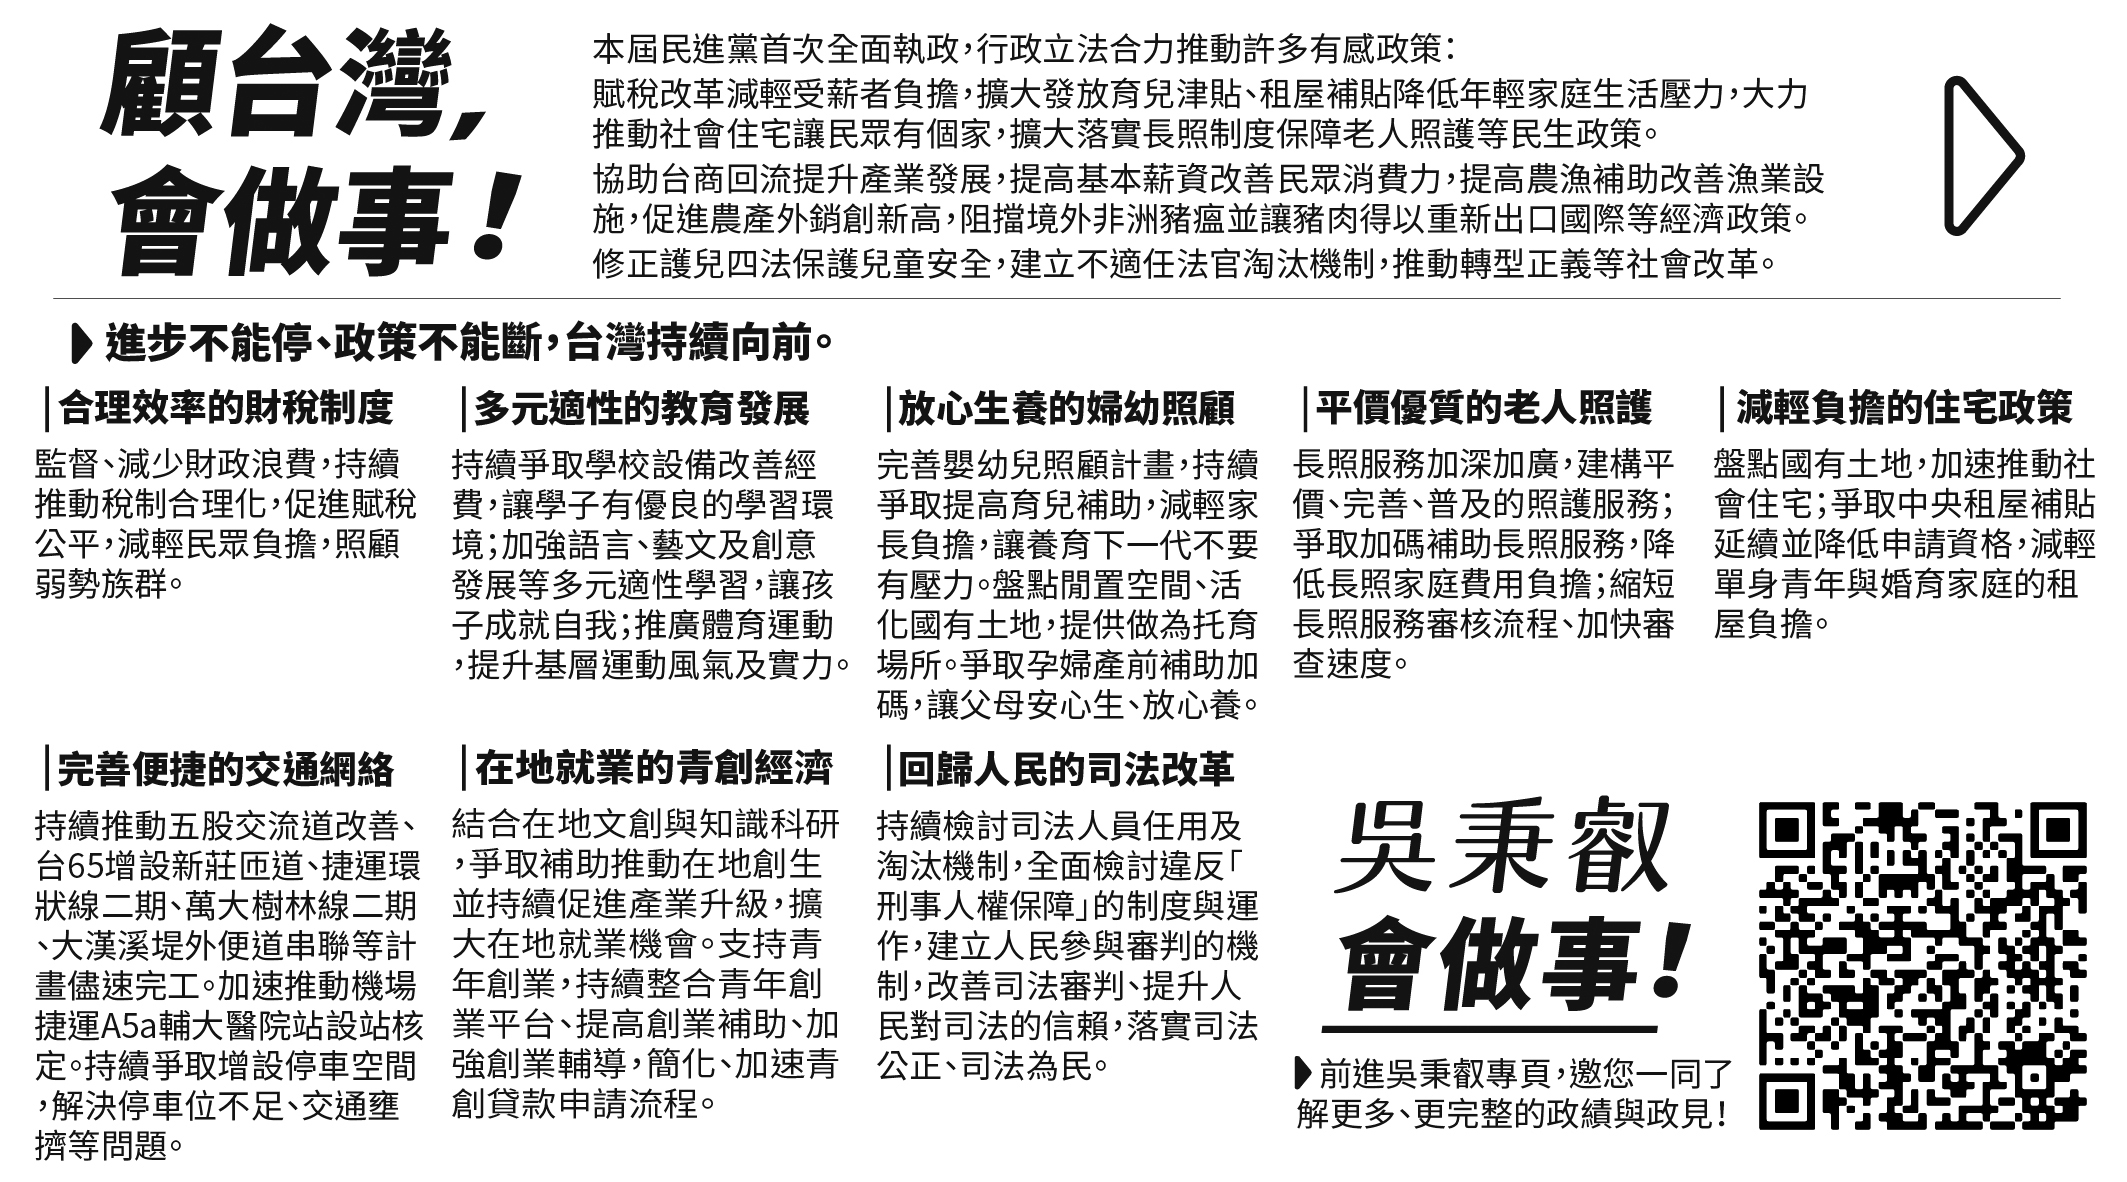 顧台灣,
會做事!
本屆民進黨首次全面執政,行政立法合力推動許多有感政策:
賦稅改革減輕受薪者負擔,擴大發放育兒津貼、租屋補貼降低年輕家庭生活壓力,大力
推動社會住宅讓民眾有個家,擴大落實長照制度保障老人照護等民生政策。
協助台商回流提升產業發展,提高基本薪資改善民眾消費力,提高農漁補助改善漁業設
施,促進農產外銷創新高,阻擋境外非洲豬瘟並讓豬肉得以重新出口國際等經濟政策。
修正護兒四法保護兒童安全,建立不適任法官淘汰機制,推動轉型正義等社會改革。
進步不能停、政策不能斷,台灣持續向前。
合理效率的財稅制度
監督、減少財政浪費,持續
推動稅制合理化,促進賦稅
公平,減輕民眾負擔,照顧
弱勢族群。
多元適性的教育發展
持續爭取學校設備改善經
費,讓學子有優良的學習環
境;加強語言、藝文及創意
發展等多元適性學習,讓孩
子成就自我;推廣體育運動
,提升基層運動風氣及實力。
放心生養的婦幼照顧
完善嬰幼兒照顧計畫,持續
爭取提高育兒補助,減輕家
長負擔,讓養育下一代不要
有壓力。盤點閒置空間、活
化國有土地,提供做為托育
場所。爭取孕婦產前補助加
碼,讓父母安心生、放心養。
平價優質的老人照護
長照服務加深加廣,建構平
價、完善、普及的照護服務;
爭取加碼補助長照服務,降
低長照家庭費用負擔;縮短
長照服務審核流程、加快審
查速度。
減輕負擔的住宅政策
盤點國有土地,加速推動社
會住宅;爭取中央租屋補貼
延續並降低申請資格,減輕
單身青年與婚育家庭的租
屋負擔。
完善便捷的交通網絡
持續推動五股交流道改善、
台65增設新莊匝道、捷運環
狀線二期、萬大樹林線二期
、大漢溪堤外便道串聯等計
畫儘速完工。加速推動機場
捷運A5a輔大醫院站設站核
定。持續爭取增設停車空間
,解決停車位不足、交通壅
擠等問題。
在地就業的青創經濟
結合在地文創與知識科研
,爭取補助推動在地創生
並持續促進產業升級,擴
大在地就業機會。支持青
年創業,持續整合青年創
業平台、提高創業補助、加
強創業輔導,簡化、加速青
創貸款申請流程。
回歸人民的司法改革
持續檢討司法人員任用及
淘汰機制,全面檢討違反「
刑事人權保障」的制度與運
作,建立人民參與審判的機
制,改善司法審判、提升人
民對司法的信賴,落實司法
公正、司法為民。
吳秉叡
會做事!
前進吳秉叡專頁,邀您一同了
解更多、更完整的政績與政見!